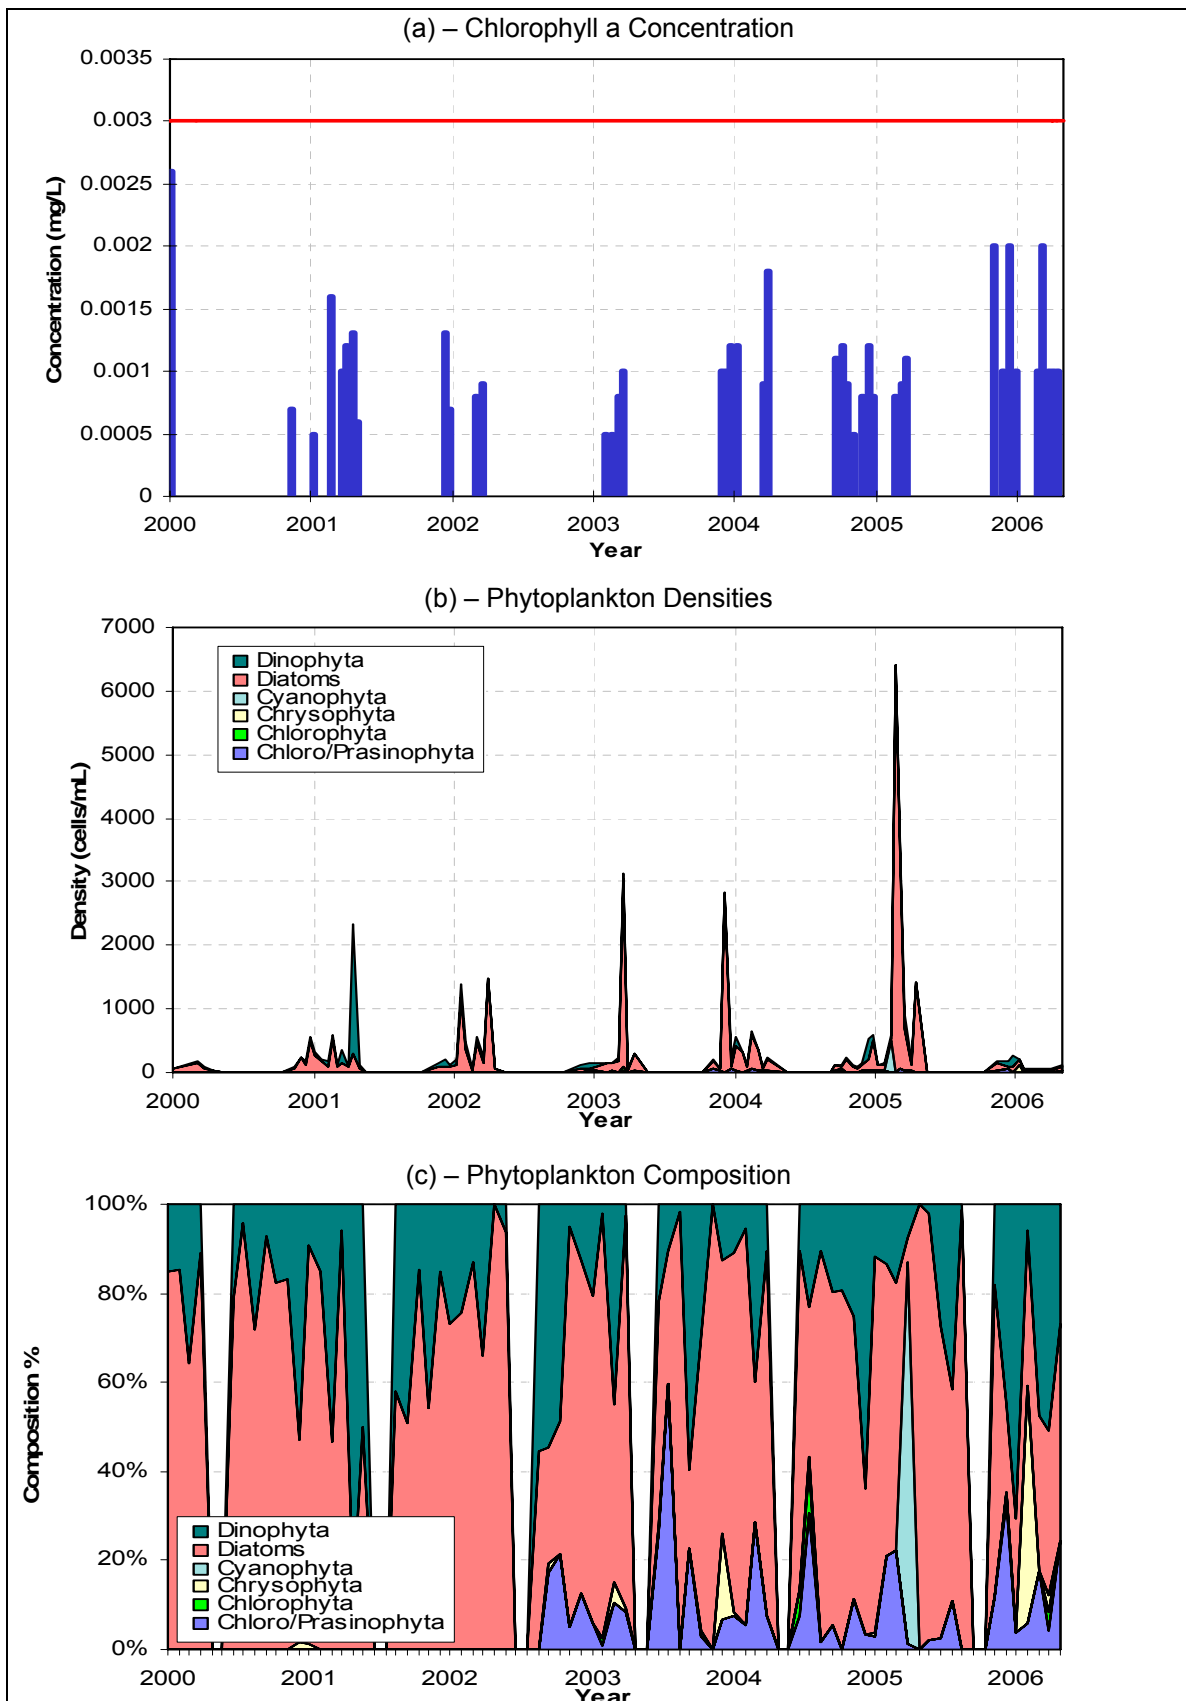 (a) – Chlorophyll a Concentration
0.0035
0.003
0.0025
0.002
0.0015
0.001
0.0005
0
Concentration (mg/L)
2000 2001 2002 2003 2004 2005 2006
Year
(b) – Phytoplankton Densities
7000
6000
5000
4000
3000
2000
1000
0
Density (cells/mL)
Dinophyta
Diatoms
Cyanophyta
Chrysophyta
Chlorophyta
Chloro/Prasinophyta
2000 2001 2002 2003 2004 2005 2006
Year
(c) – Phytoplankton Composition
100%
80%
60%
40%
20%
0%
Composition %
Dinophyta
Diatoms
Cyanophyta
Chrysophyta
Chlorophyta
Chloro/Prasinophyta
2000 2001 2002 2003 2004 2005 2006
Year